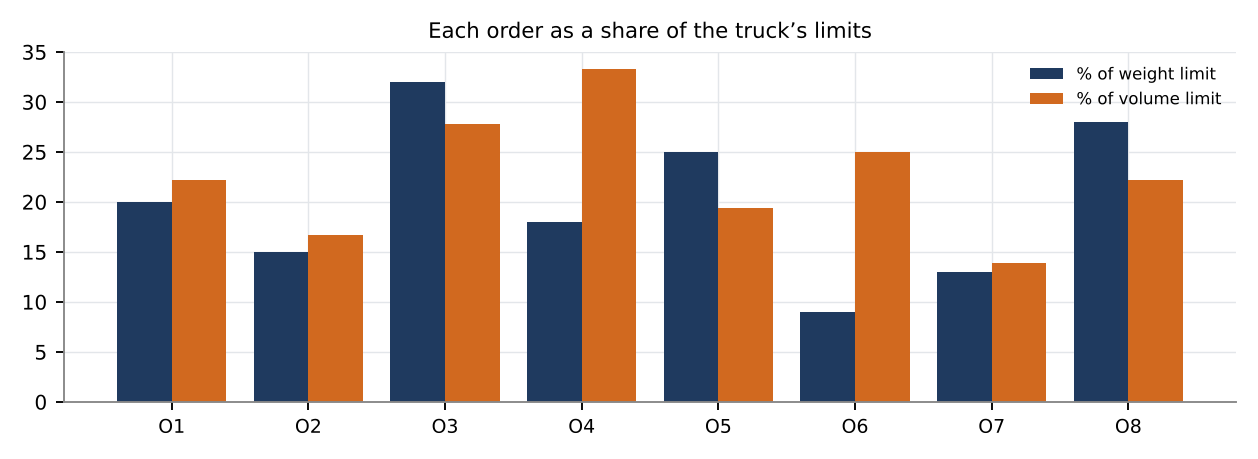 Each order as a share of the truck’s limits
% of weight limit
% of volume limit
35
30
25
20
15
10
5
0
O1 O2 O3 O4 O5 O6 O7 O8